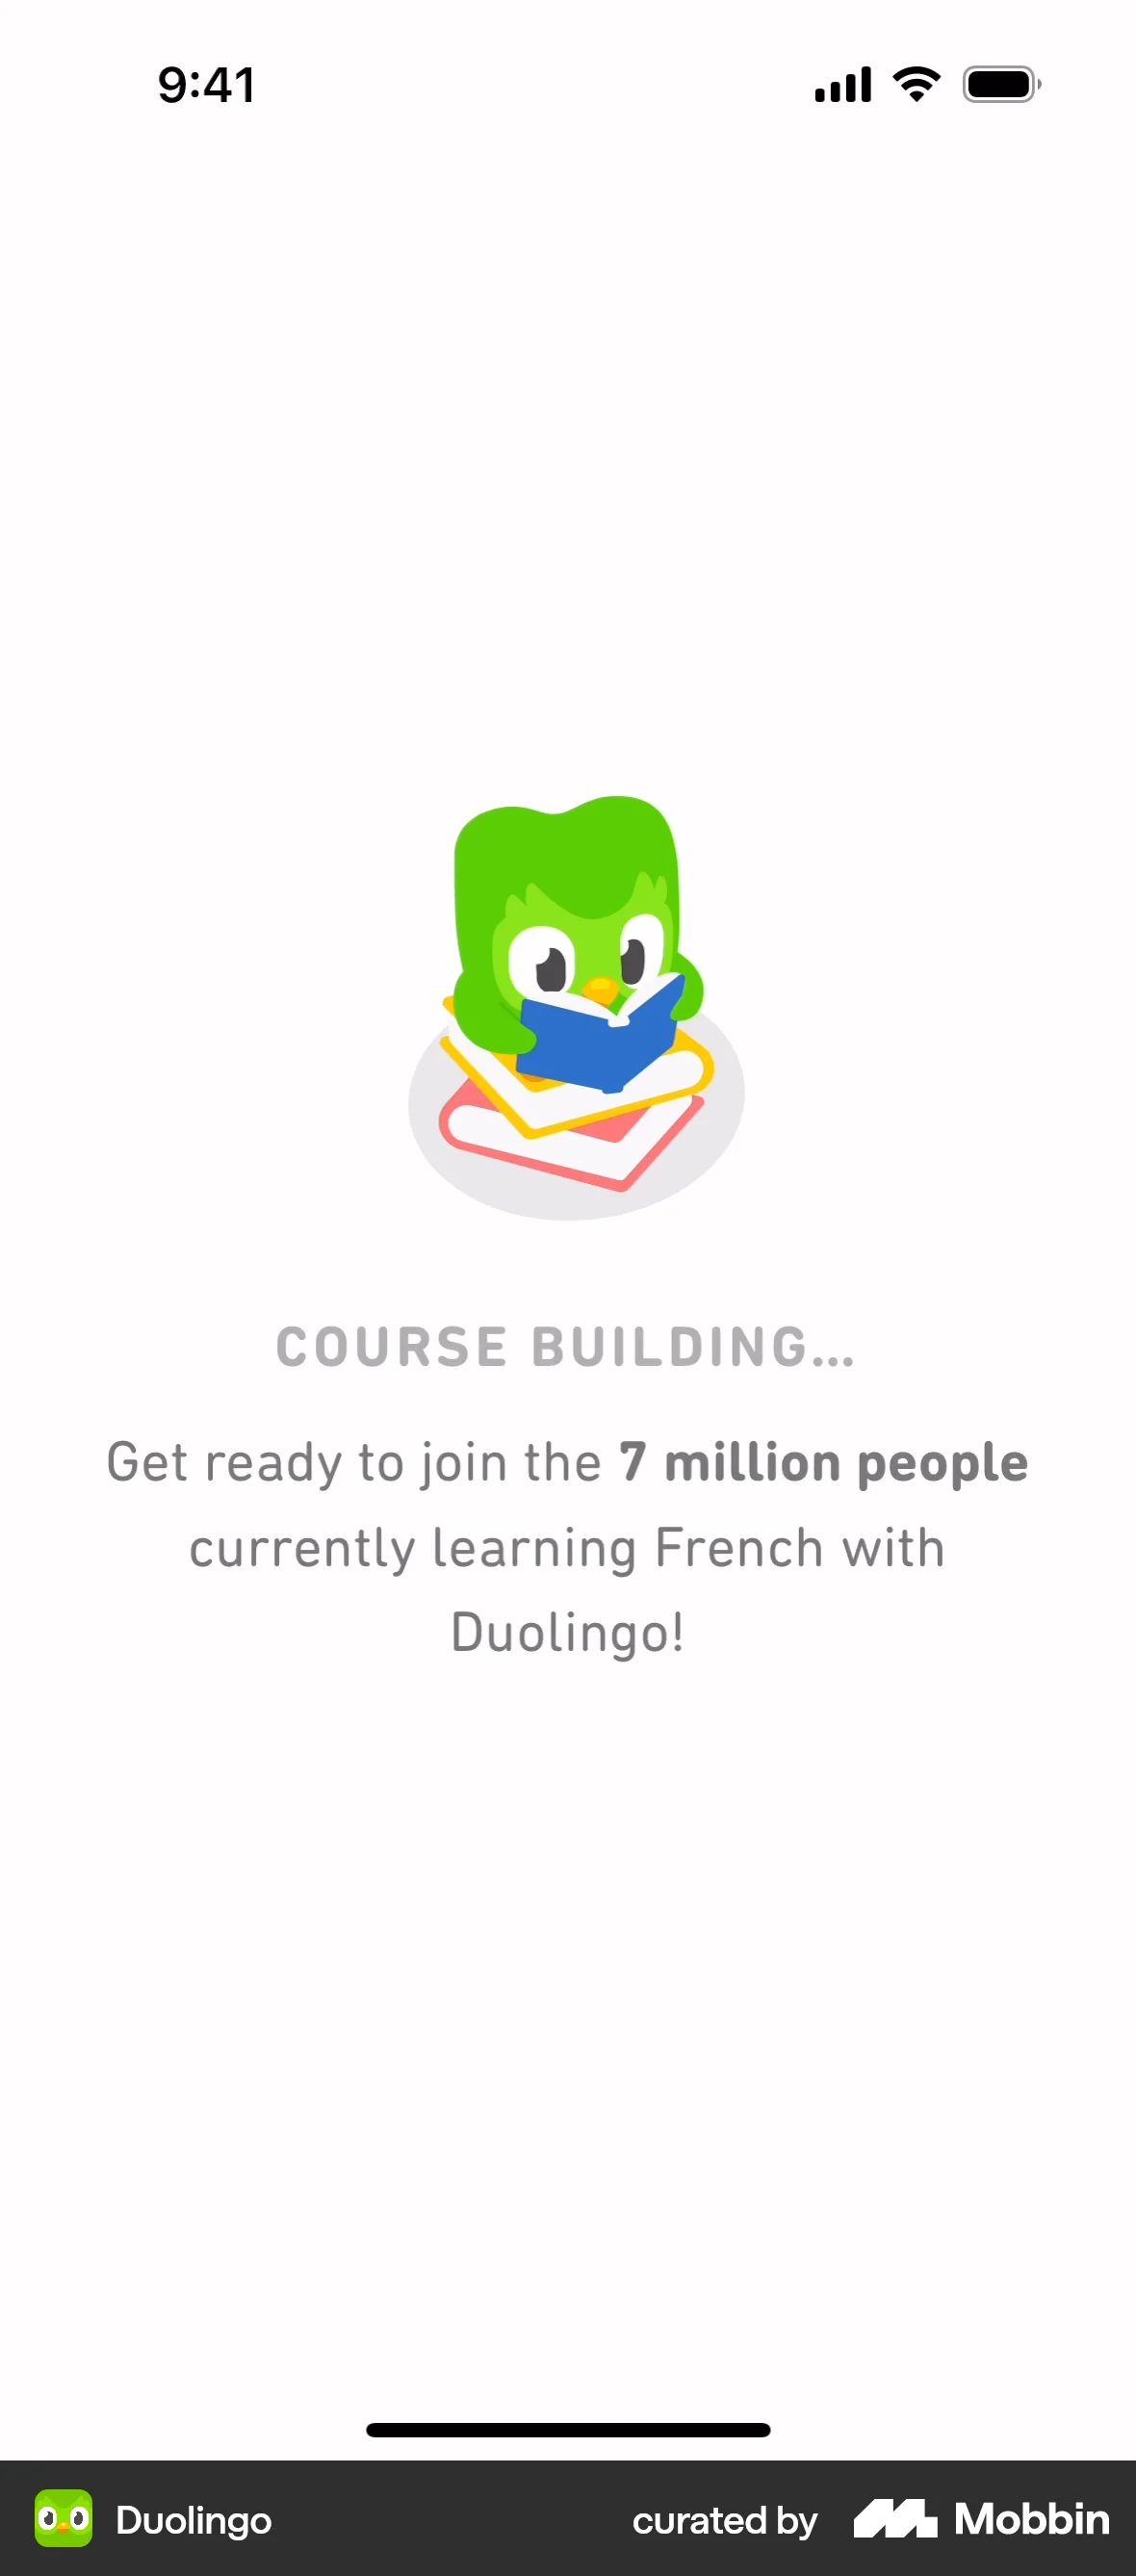 9:41
COURSE BUILDING...
Get ready to join the 7 million people
currently learning French with
Duolingo!
Duolingo
curated by Mobbin